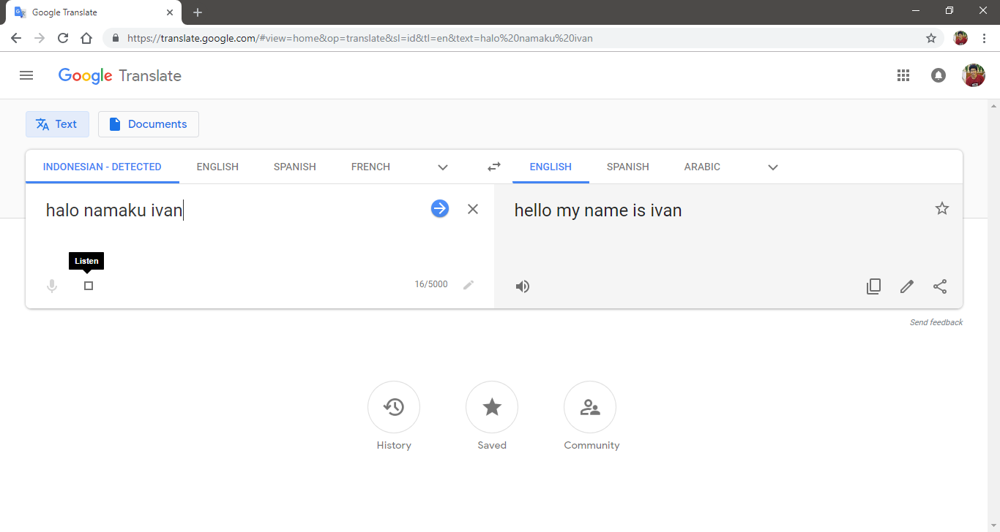 Google Translate
https://translate.google.com/#view=home&op=translate&sl=id&tl=en&text=halo%20namaku%20ivan
Google Translate
Text
Documents
INDONESIAN - DETECTED ENGLISH SPANISH FRENCH
ENGLISH SPANISH ARABIC
halo namaku ivan
hello my name is ivan
Listen
16/5000
Send feedback
History
Saved
Community